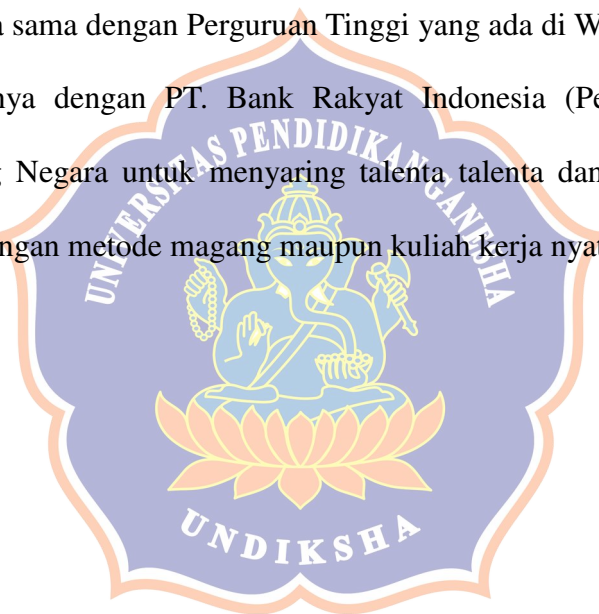 a sama dengan Perguruan Tinggi yang ada di W
nya dengan PT. Bank Rakyat Indonesia (Pe
g Negara untuk menyaring talenta talenta dan
ngan metode magang maupun kuliah kerja nyat
UNIVERSITAS PENDIDIKAN GANESHA
UNDIKSHA